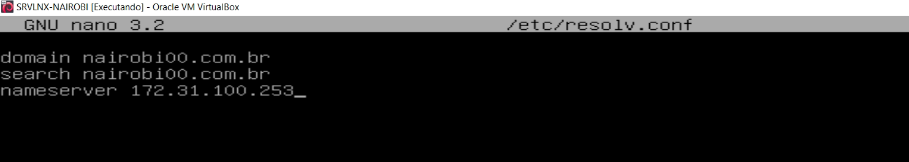 SRVLNX-NAIROBI [Executando] - Oracle VM VirtualBox
GNU nano 3.2 /etc/resolv.conf
domain nairobi00.com.br
search nairobi00.com.br
nameserver 172.31.100.253_